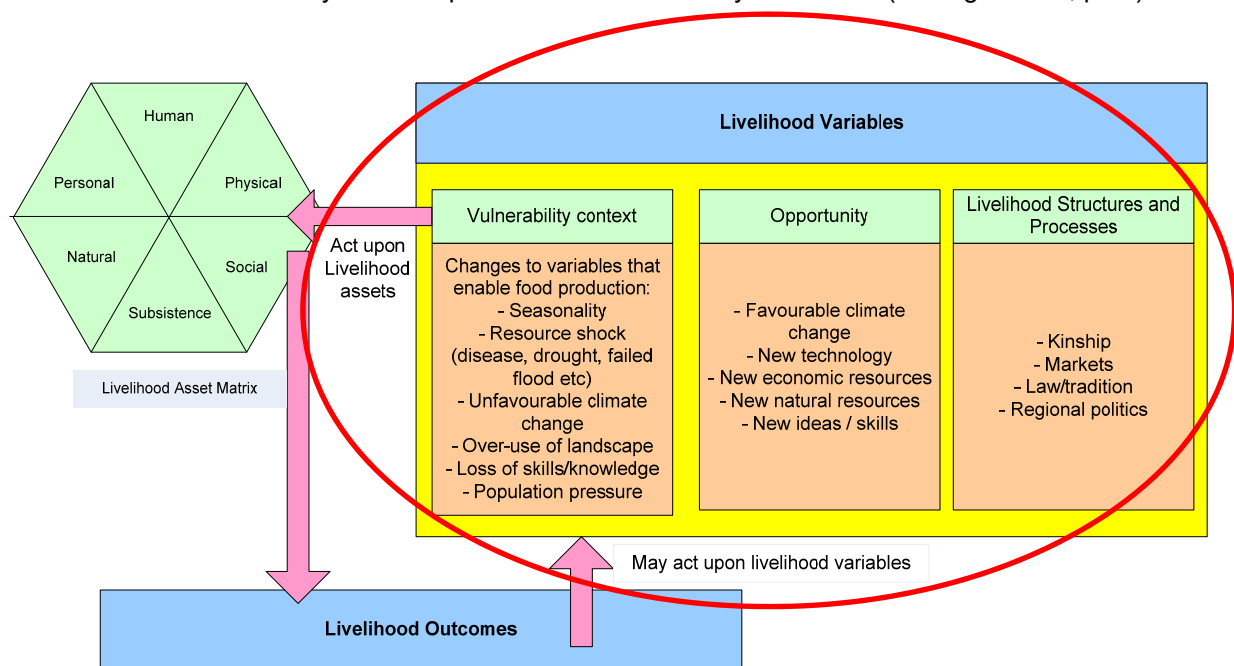 Human
Personal
Physical
Natural
Social
Subsistence
Livelihood Asset Matrix
Act upon
Livelihood
assets
Livelihood Variables
Vulnerability context
Changes to variables that
enable food production:
- Seasonality
- Resource shock
(disease, drought, failed
flood etc)
- Unfavourable climate
change
- Over-use of landscape
- Loss of skills/knowledge
- Population pressure
Opportunity
- Favourable climate
change
- New technology
- New economic resources
- New natural resources
- New ideas / skills
Livelihood Structures and
Processes
- Kinship
- Markets
- Law/tradition
- Regional politics
May act upon livelihood variables
Livelihood Outcomes